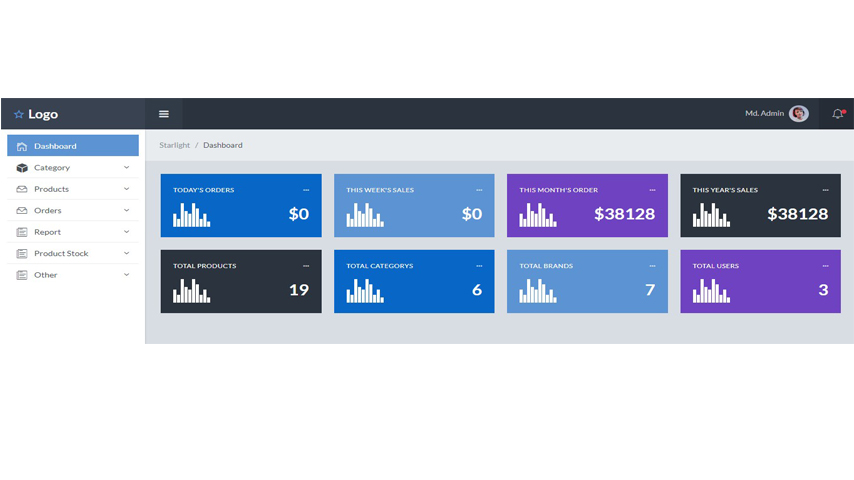 Logo
Md. Admin
Dashboard
Category
Products
Orders
Report
Product Stock
Other
Starlight / Dashboard
TODAY'S ORDERS
$0
THIS WEEK'S SALES
$0
THIS MONTH'S ORDER
$38128
THIS YEAR'S SALES
$38128
TOTAL PRODUCTS
19
TOTAL CATEGORYS
6
TOTAL BRANDS
7
TOTAL USERS
3